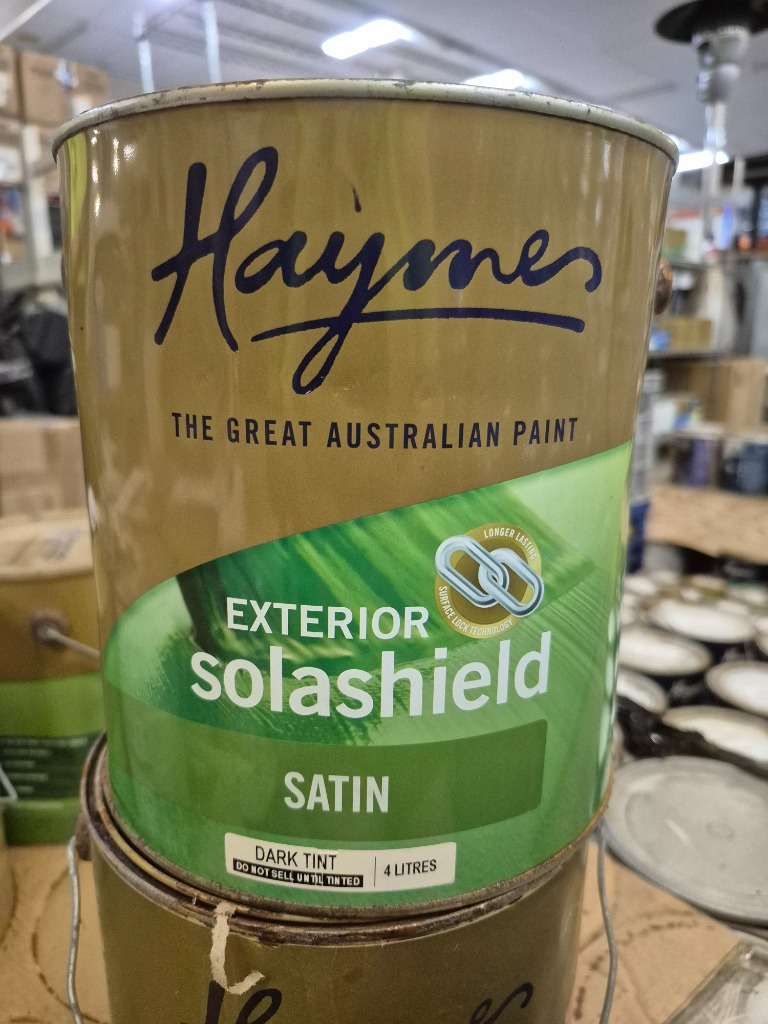 Haymes
THE GREAT AUSTRALIAN PAINT
LONGER LASTING
SURFACE LOCK TECHNOLOGY
EXTERIOR
solashield
SATIN
DARK TINT
DO NOT SELL UNTIL TINTED
4 LITRES